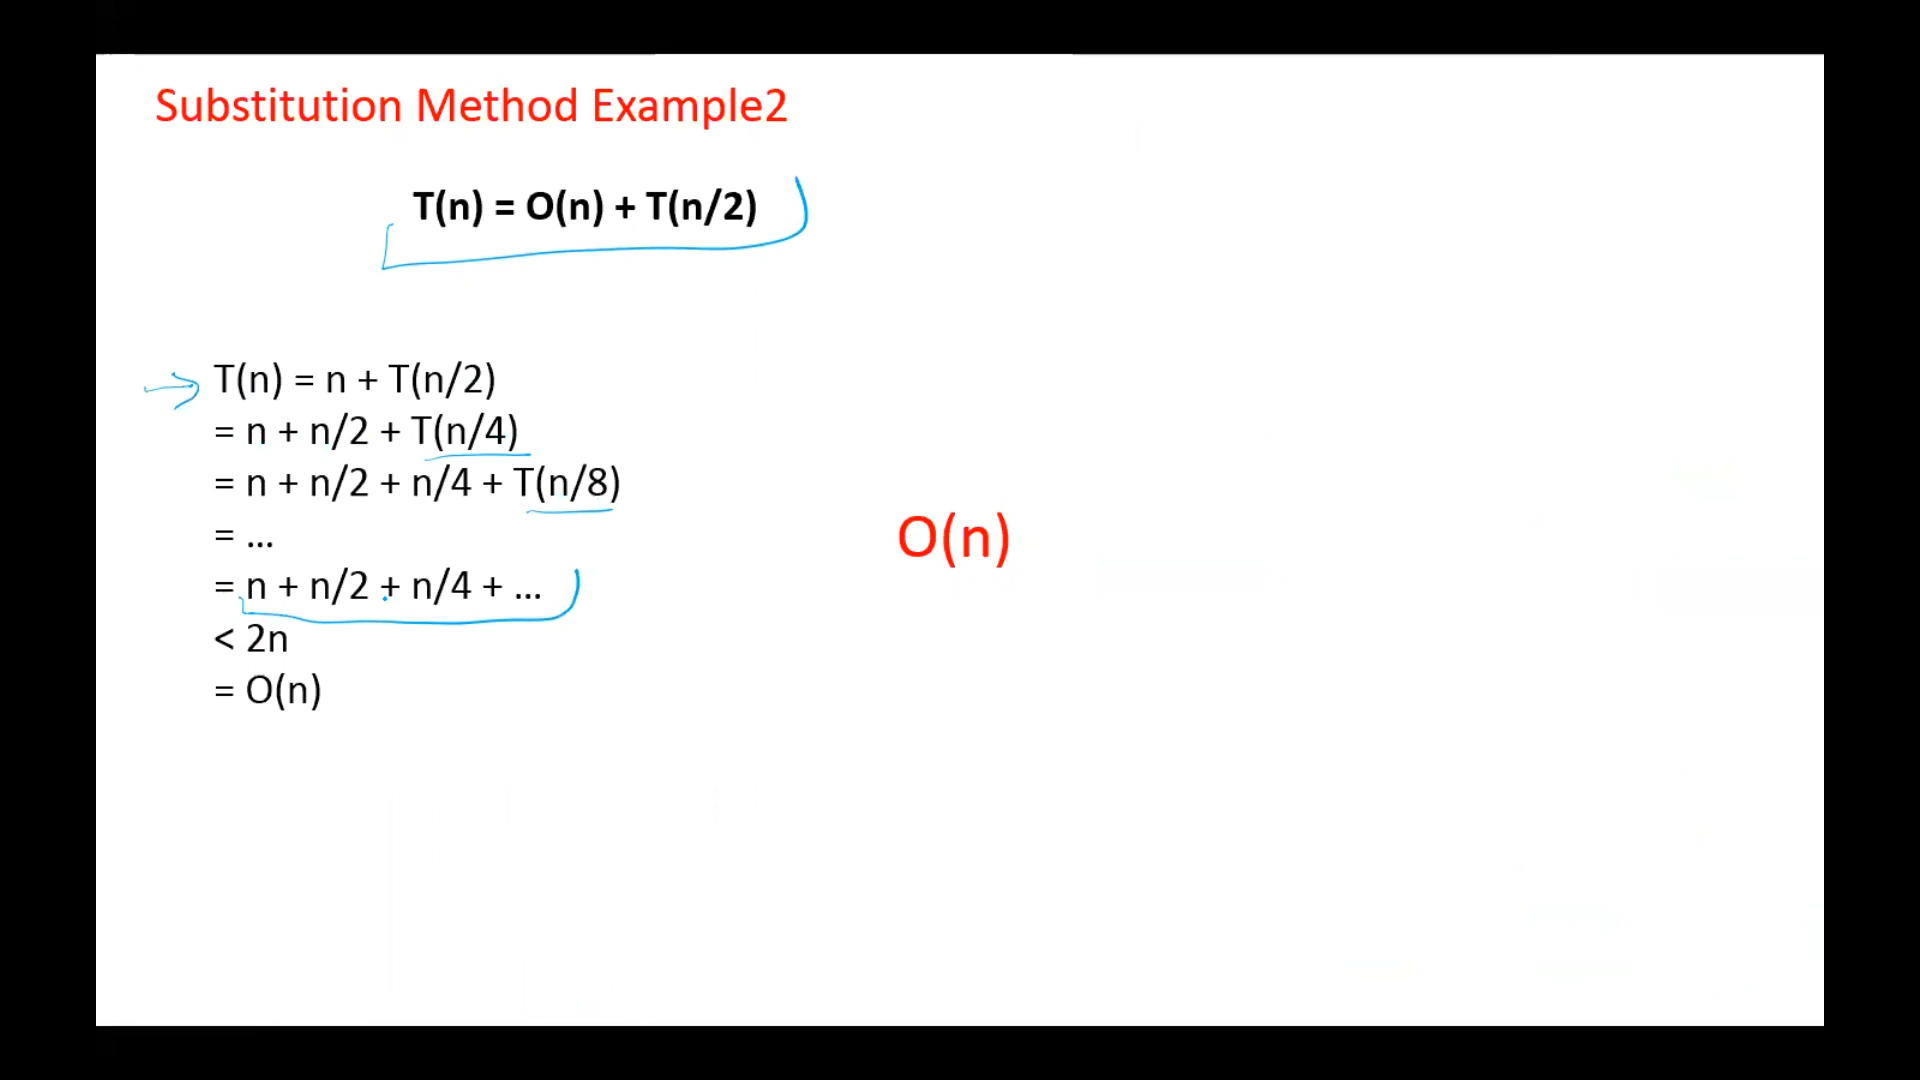 Substitution Method Example2
T(n) = O(n) + T(n/2)
T(n) = n + T(n/2)
= n + n/2 + T(n/4)
= n + n/2 + n/4 + T(n/8)
= ...
= n + n/2 + n/4 + ...
< 2n
= O(n)
O(n)